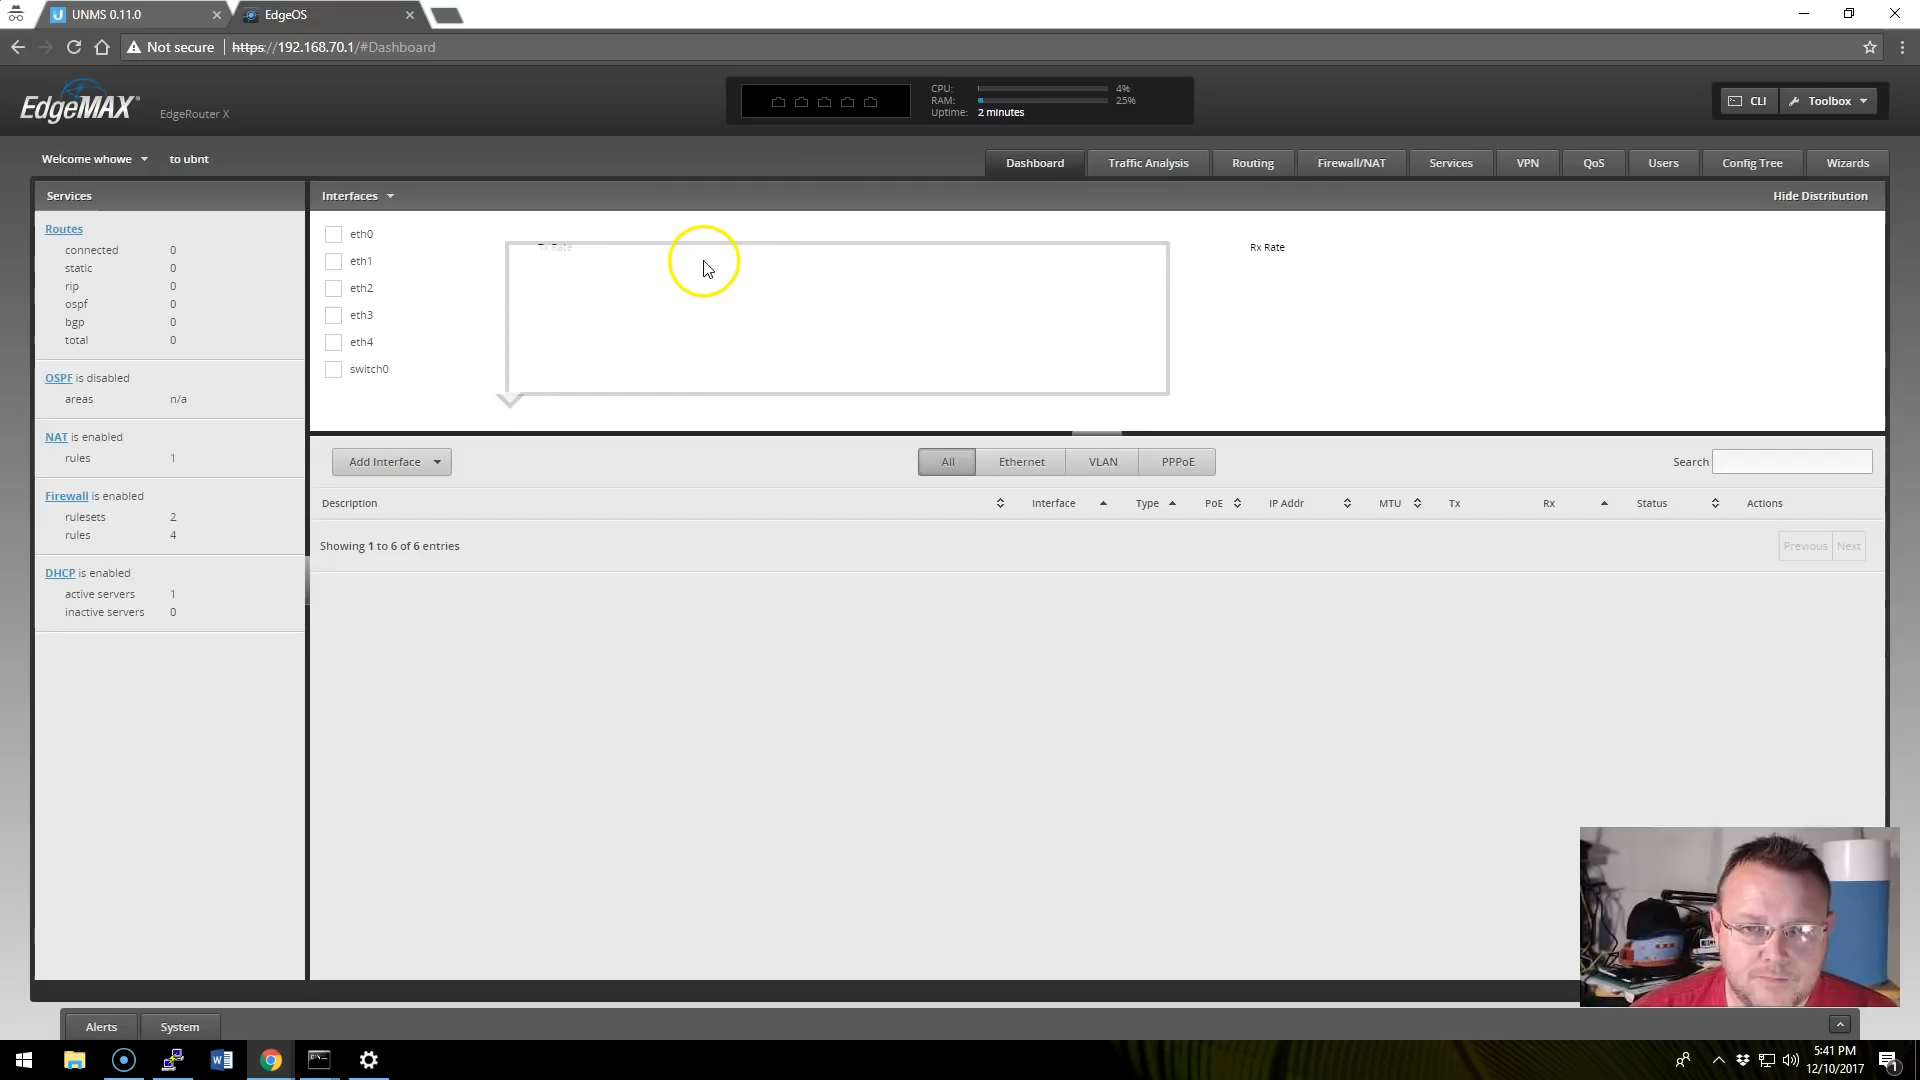 UNMS 0.11.0
EdgeOS
Not secure https://192.168.70.1/#Dashboard
EdgeMAX
EdgeRouter X
CPU: 4%
RAM: 25%
Uptime: 2 minutes
CLI
Toolbox
Welcome whowe to ubnt
Dashboard Traffic Analysis Routing Firewall/NAT Services VPN QoS Users Config Tree Wizards
Services
Routes
connected 0
static 0
rip 0
ospf 0
bgp 0
total 0
OSPF is disabled
areas n/a
NAT is enabled
rules 1
Firewall is enabled
rulesets 2
rules 4
DHCP is enabled
active servers 1
inactive servers 0
Interfaces
Hide Distribution
eth0
eth1
eth2
eth3
eth4
switch0
Tx Rate
Rx Rate
Add Interface
All Ethernet VLAN PPPoE
Search
Description Interface Type PoE IP Addr MTU Tx Rx Status Actions
Showing 1 to 6 of 6 entries
Previous Next
Alerts System
5:41 PM
12/10/2017
1